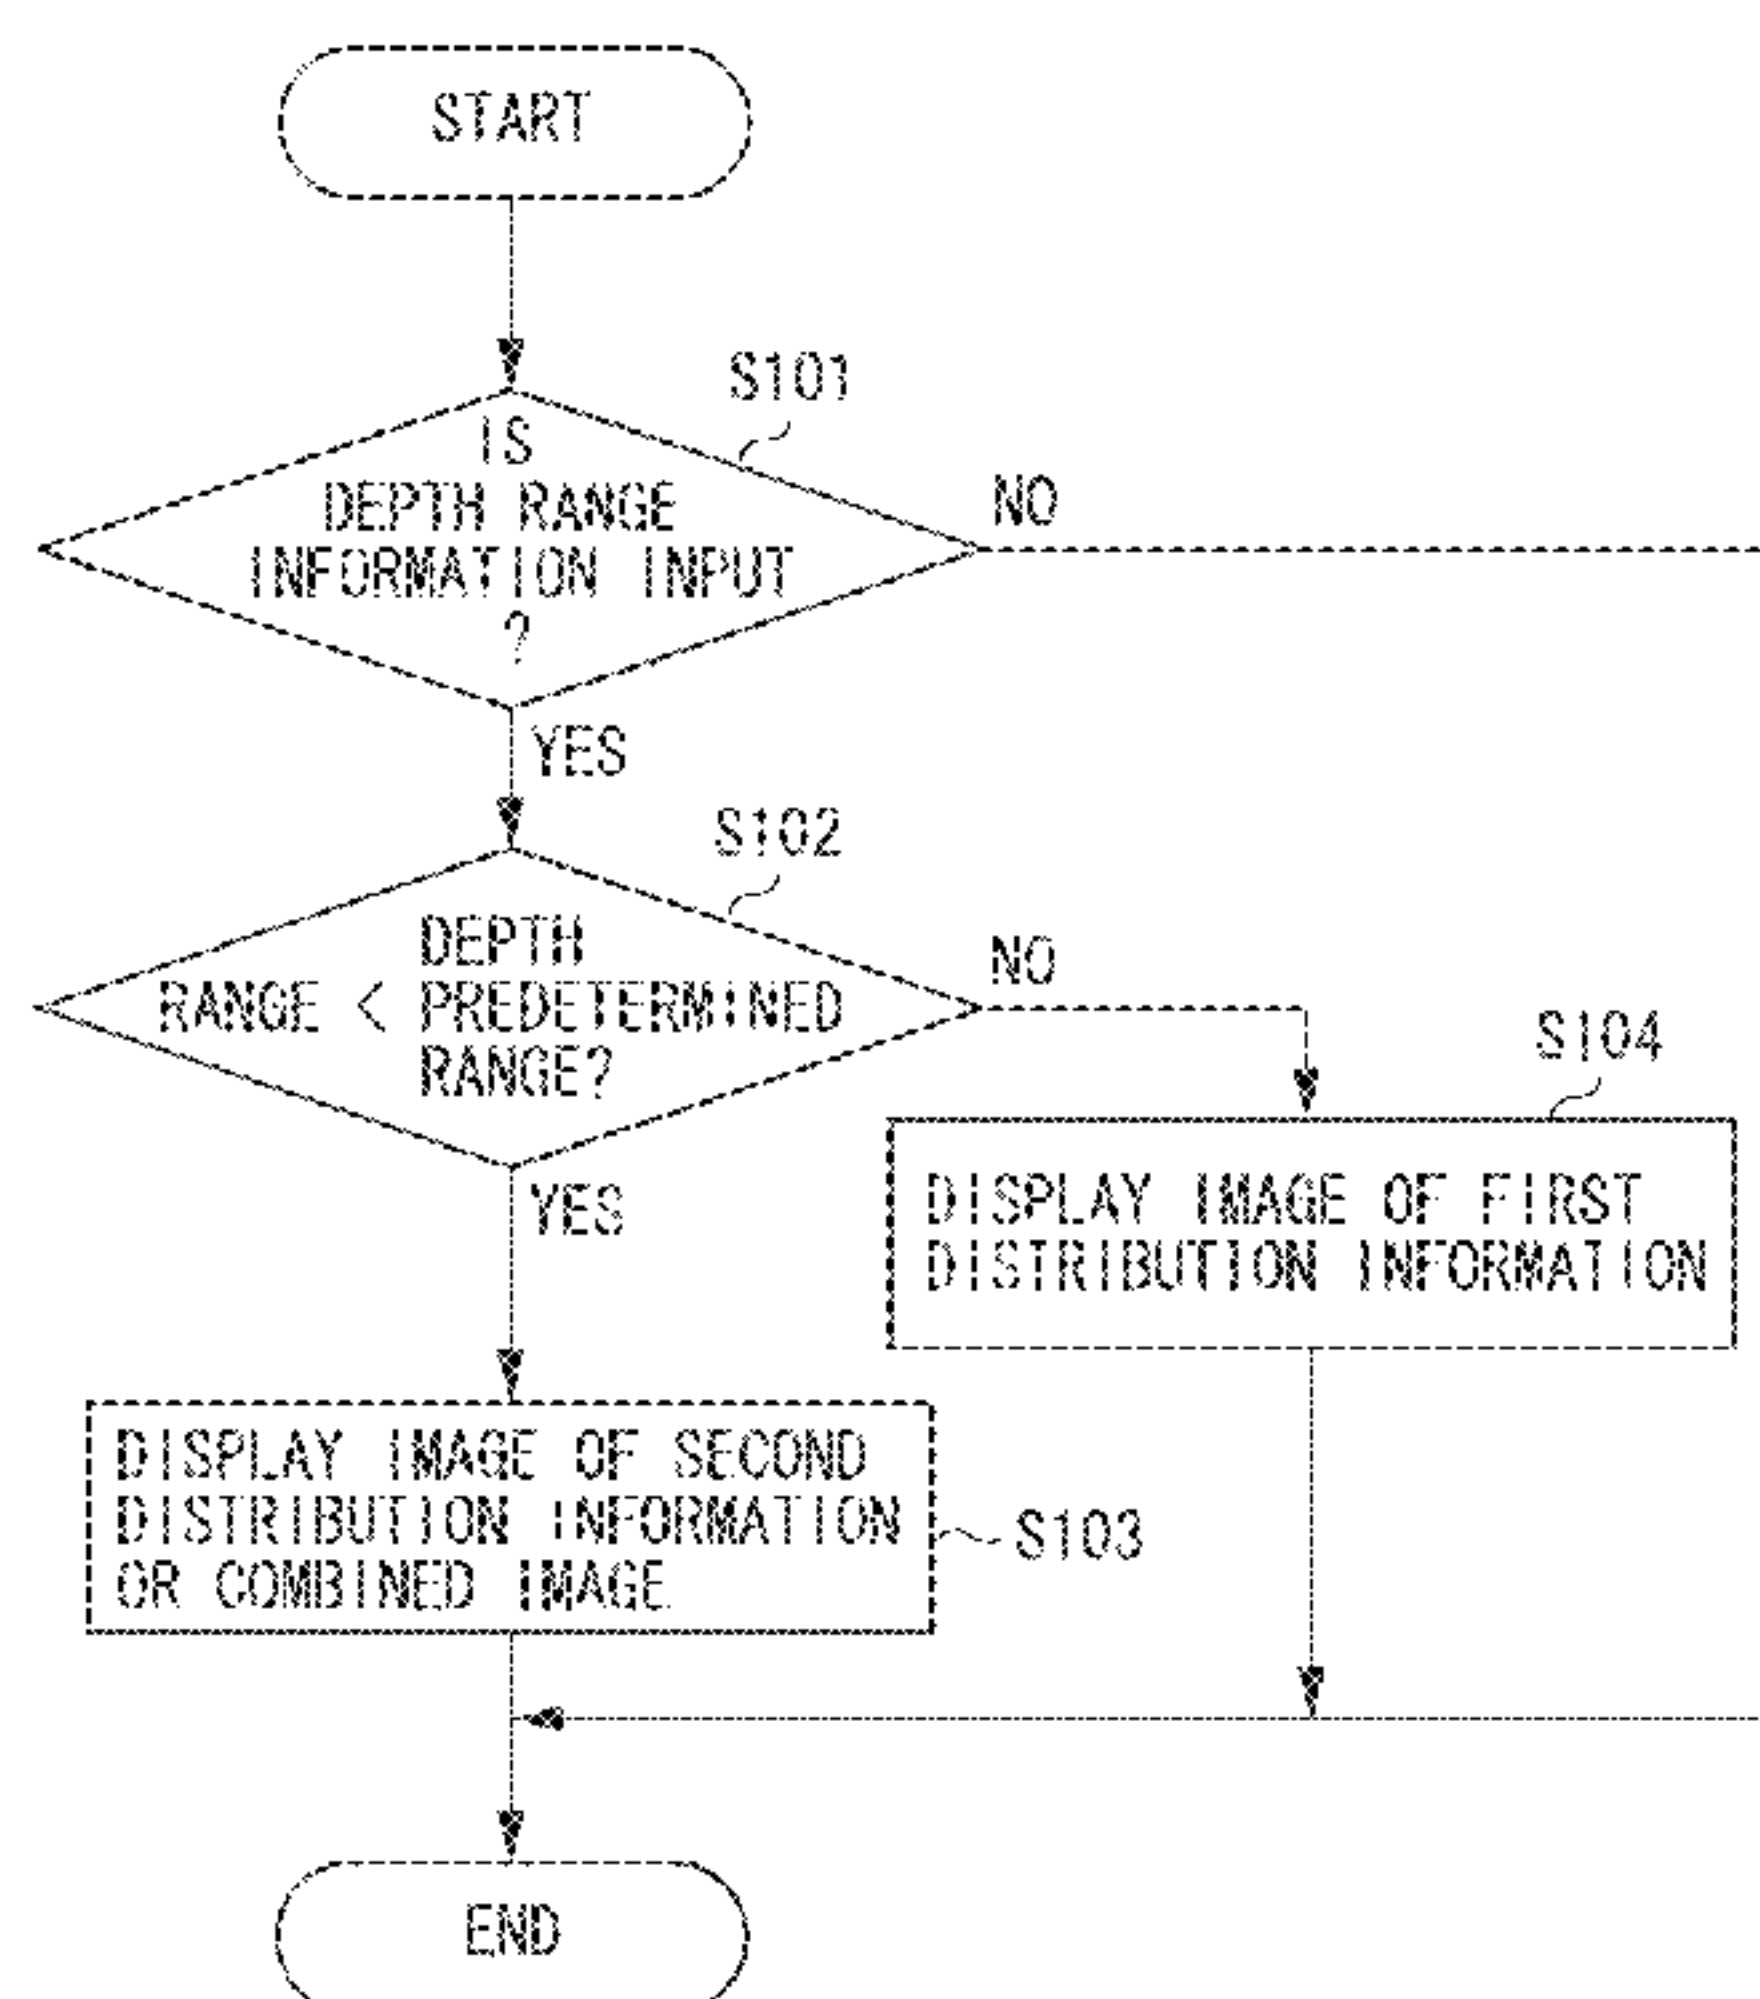 START
S101
IS
DEPTH RANGE
INFORMATION INPUT
?
NO
YES
S102
DEPTH
RANGE < PREDETERMINED
RANGE?
NO
YES
S104
DISPLAY IMAGE OF FIRST
DISTRIBUTION INFORMATION
DISPLAY IMAGE OF SECOND
DISTRIBUTION INFORMATION
OR COMBINED IMAGE
S103
END